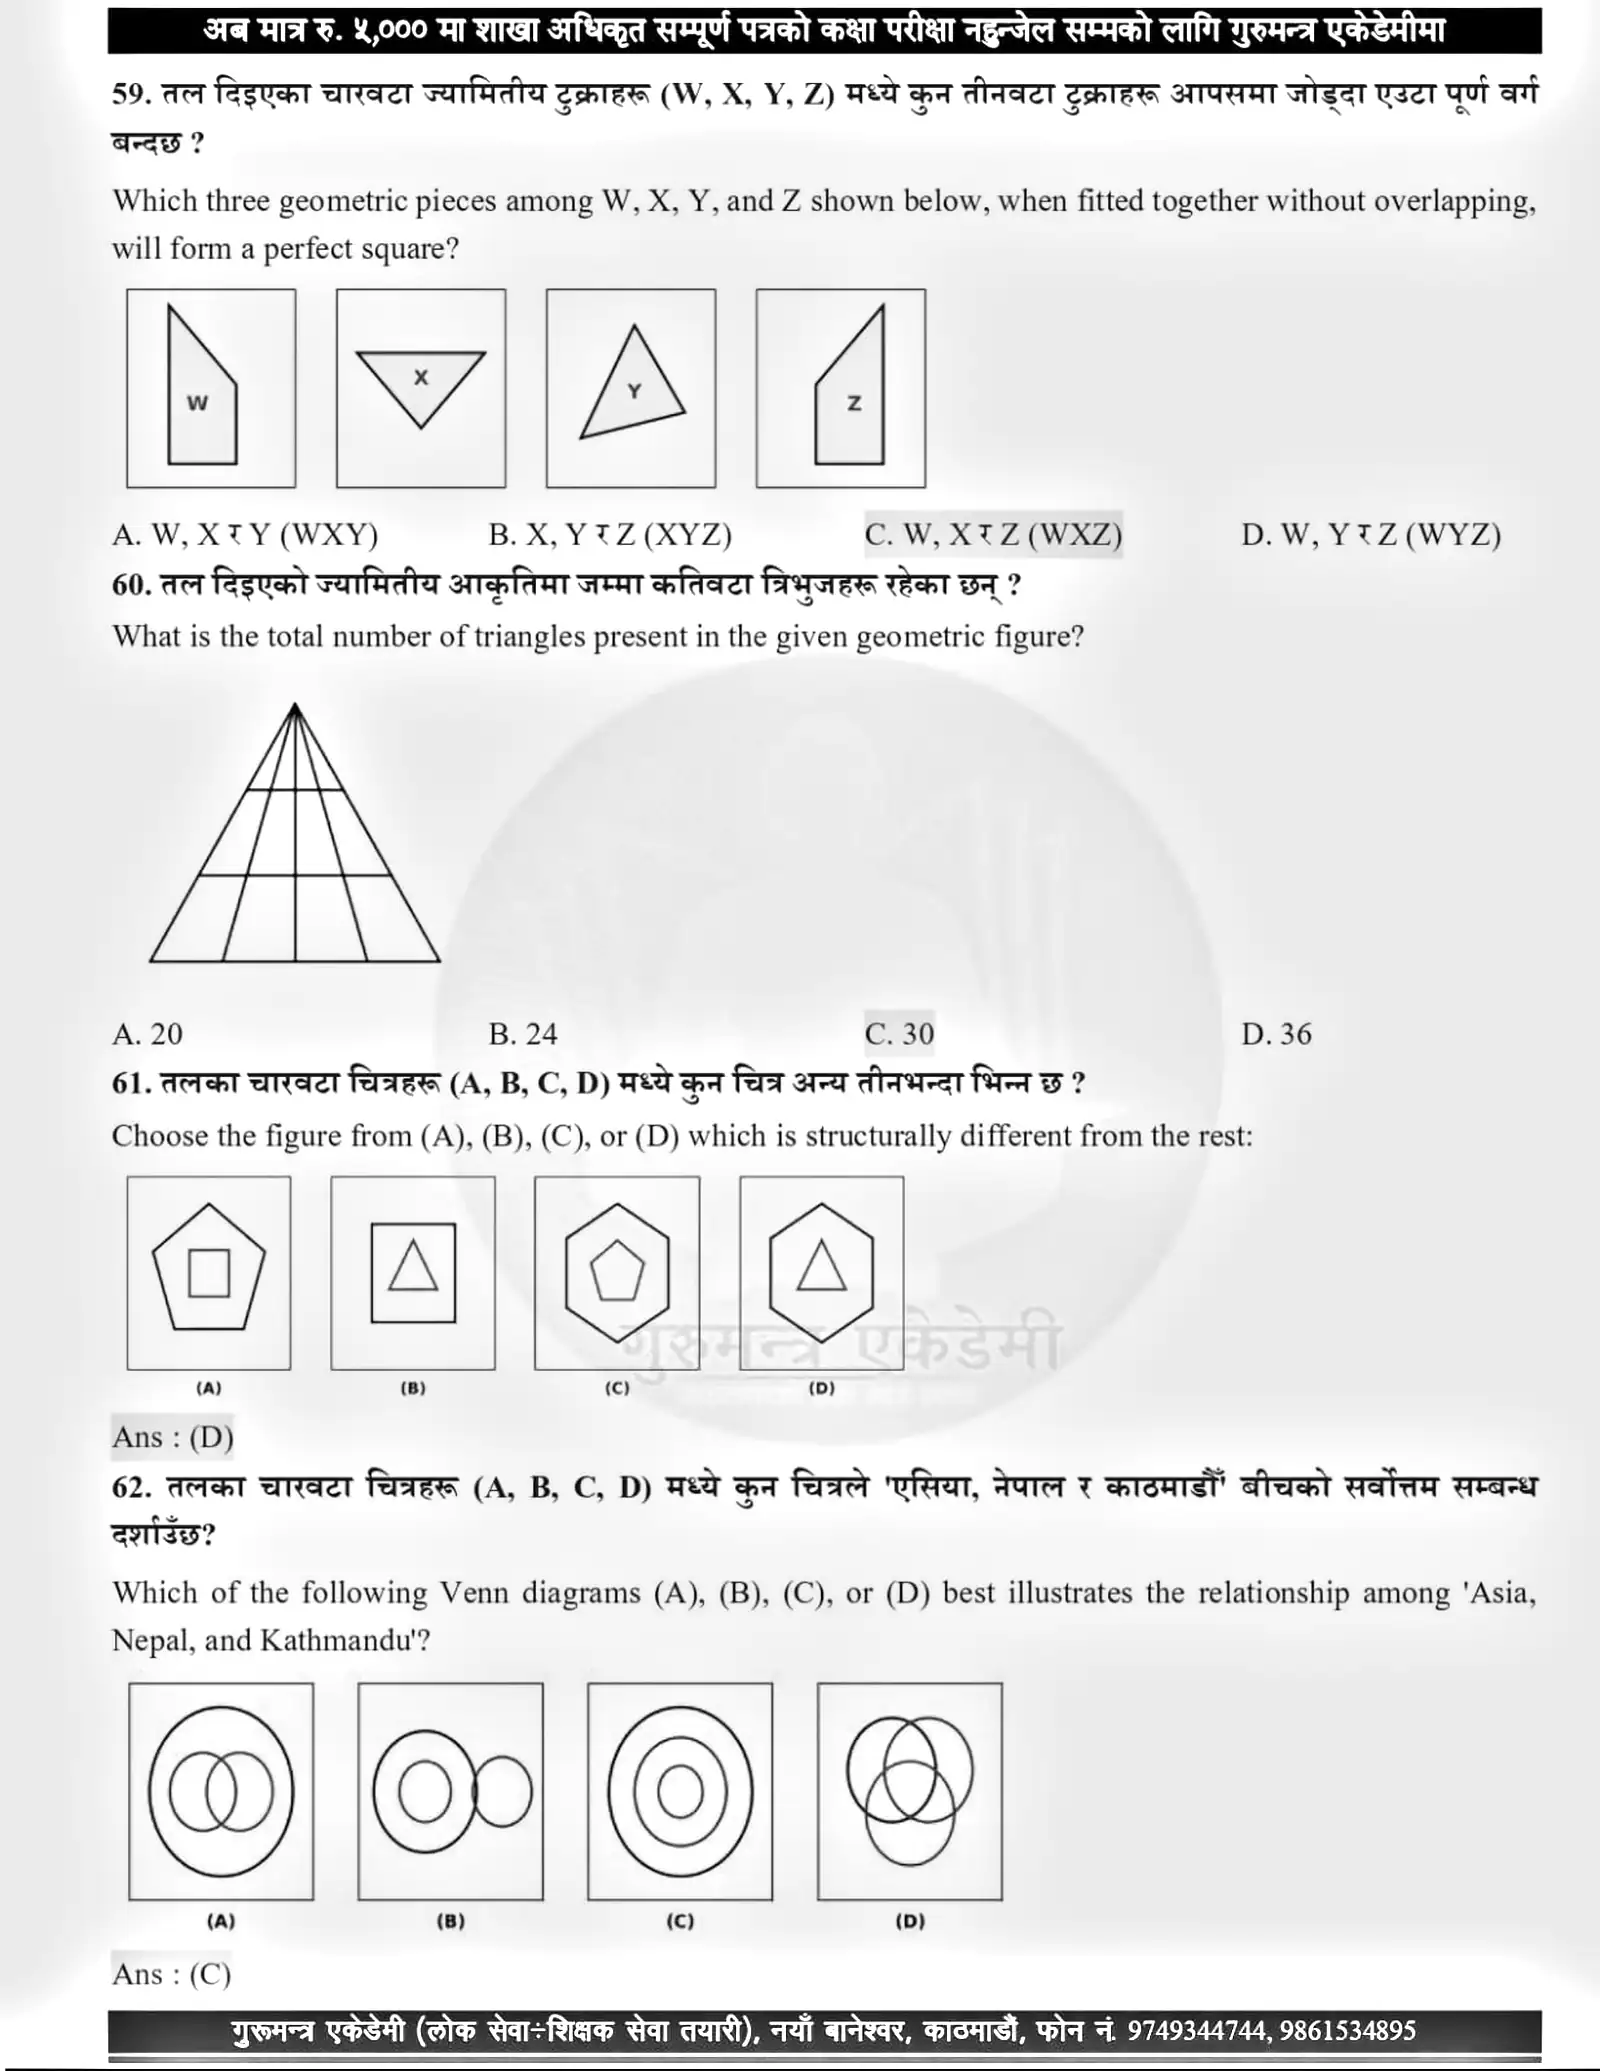 अब मात्र रु. ५,००० मा शाखा अधिकृत सम्पूर्ण पत्रको कक्षा परीक्षा नहुन्जेल सम्मको लागि गुरुमन्त्र एकेडेमीमा
59. तल दिइएका चारवटा ज्यामितीय टुक्राहरू (W, X, Y, Z) मध्ये कुन तीनवटा टुक्राहरू आपसमा जोड्दा एउटा पूर्ण वर्ग
बन्दछ ?
Which three geometric pieces among W, X, Y, and Z shown below, when fitted together without overlapping,
will form a perfect square?
W X Y Z
A. W, X र Y (WXY) B. X, Y र Z (XYZ) C. W, X र Z (WXZ) D. W, Y र Z (WYZ)
60. तल दिइएको ज्यामितीय आकृतिमा जम्मा कतिवटा त्रिभुजहरू रहेका छन् ?
What is the total number of triangles present in the given geometric figure?
A. 20 B. 24 C. 30 D. 36
61. तलका चारवटा चित्रहरू (A, B, C, D) मध्ये कुन चित्र अन्य तीनभन्दा भिन्न छ ?
Choose the figure from (A), (B), (C), or (D) which is structurally different from the rest:
गुरुमन्त्र एकेडेमी
(A) (B) (C) (D)
Ans : (D)
62. तलका चारवटा चित्रहरू (A, B, C, D) मध्ये कुन चित्रले 'एसिया, नेपाल र काठमाडौँ' बीचको सर्वोत्तम सम्बन्ध
दर्शाउँछ?
Which of the following Venn diagrams (A), (B), (C), or (D) best illustrates the relationship among 'Asia,
Nepal, and Kathmandu'?
(A) (B) (C) (D)
Ans : (C)
गुरूमन्त्र एकेडेमी (लोक सेवा÷शिक्षक सेवा तयारी), नयाँ बानेश्वर, काठमाडौं, फोन नं. 9749344744, 9861534895